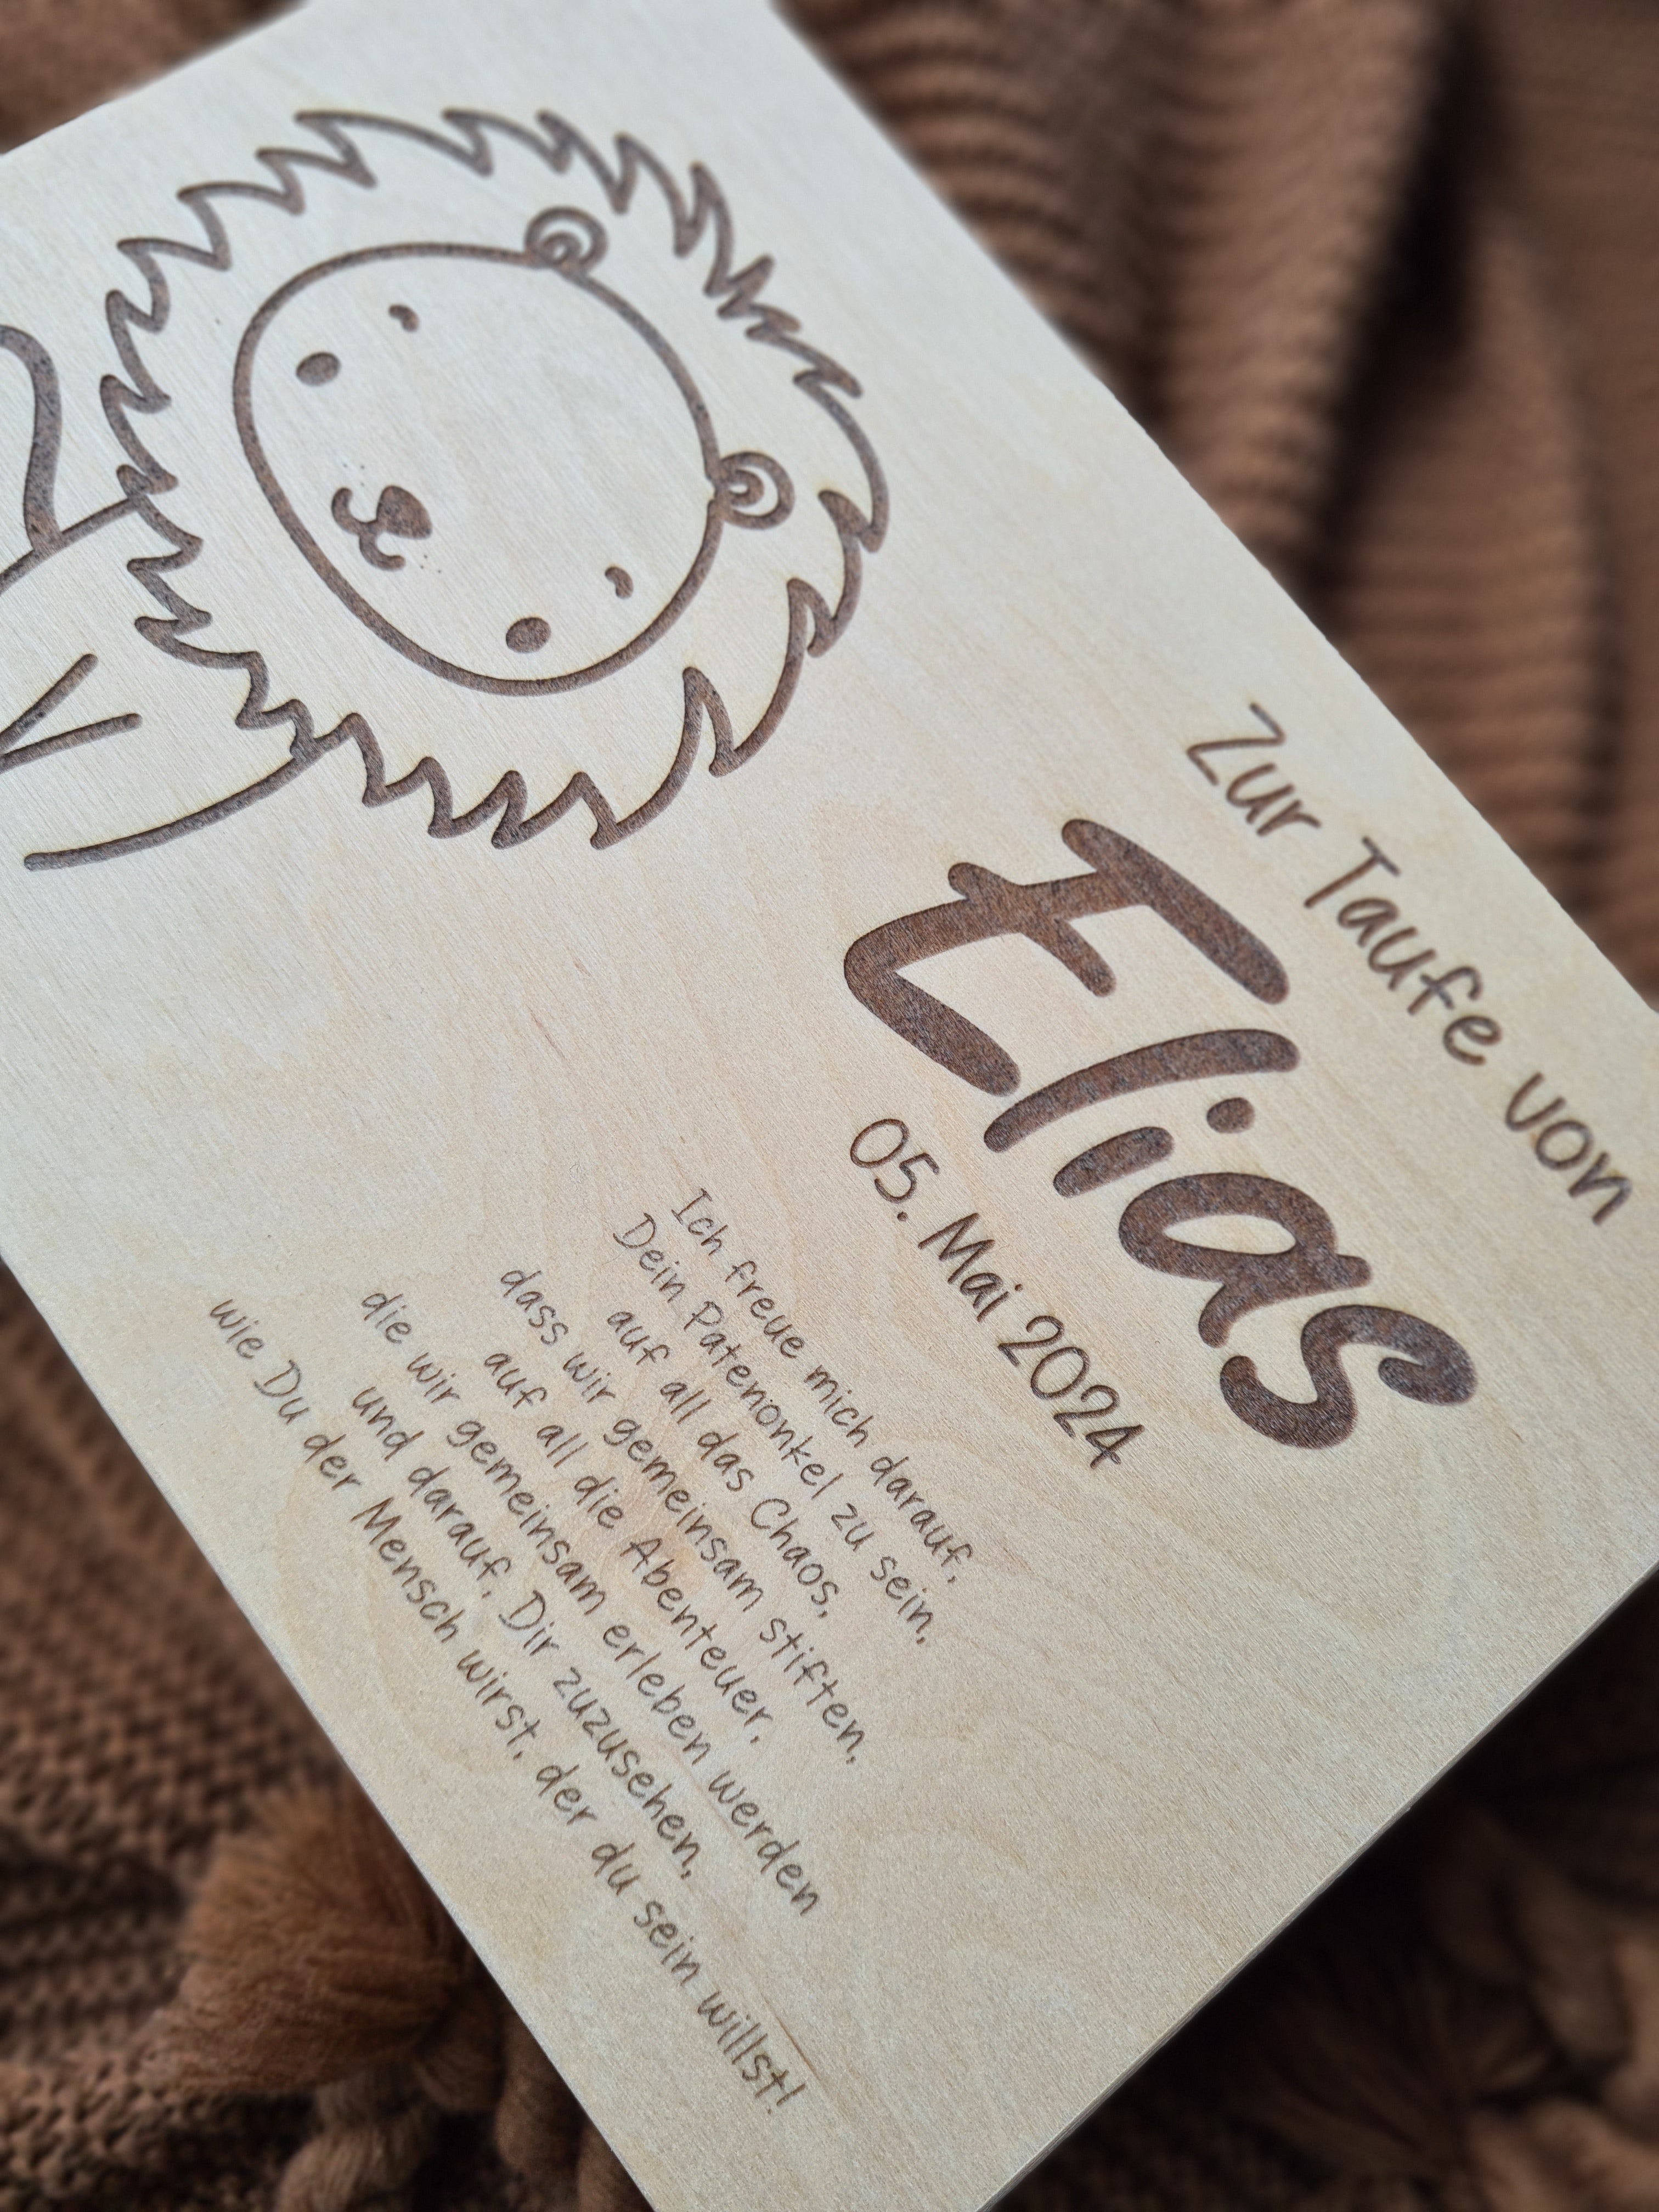 Zur Taufe von
Elias
05. Mai 2024
Ich freue mich darauf,
Dein Patenonkel zu sein,
auf all das Chaos,
dass wir gemeinsam stiften,
auf all die Abenteuer,
die wir gemeinsam erleben werden
und darauf, Dir zuzusehen,
wie Du der Mensch wirst, der du sein willst!